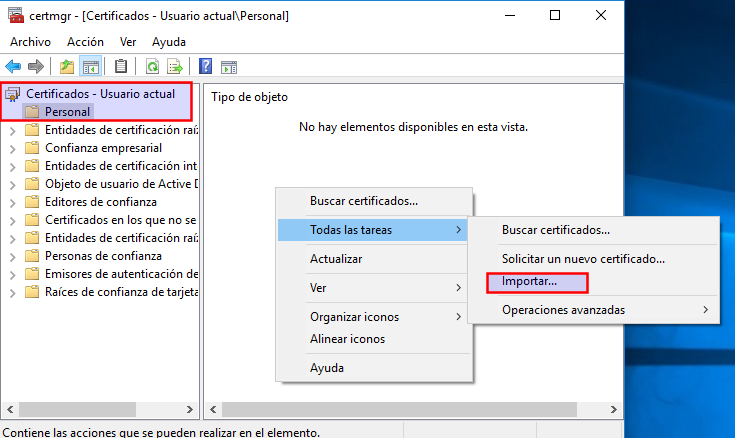 certmgr - [Certificados - Usuario actual\Personal]
Archivo Acción Ver Ayuda
Certificados - Usuario actual
Personal
Entidades de certificación raíz
Confianza empresarial
Entidades de certificación int
Objeto de usuario de Active D
Editores de confianza
Certificados en los que no se
Entidades de certificación raíz
Personas de confianza
Emisores de autenticación de
Raíces de confianza de tarjeta
Tipo de objeto
No hay elementos disponibles en esta vista.
Buscar certificados...
Todas las tareas
Actualizar
Ver
Organizar iconos
Alinear iconos
Ayuda
Buscar certificados...
Solicitar un nuevo certificado...
Importar...
Operaciones avanzadas
Contiene las acciones que se pueden realizar en el elemento.